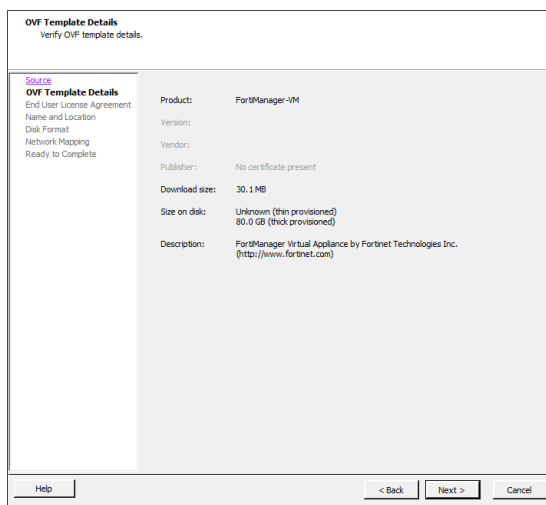 OVF Template Details
Verify OVF template details.
Source
OVF Template Details
End User License Agreement
Name and Location
Disk Format
Network Mapping
Ready to Complete
Product: FortiManager-VM
Version:
Vendor:
Publisher: No certificate present
Download size: 30.1 MB
Size on disk: Unknown (thin provisioned)
80.0 GB (thick provisioned)
Description: FortiManager Virtual Appliance by Fortinet Technologies Inc.
(http://www.fortinet.com)
Help < Back Next > Cancel